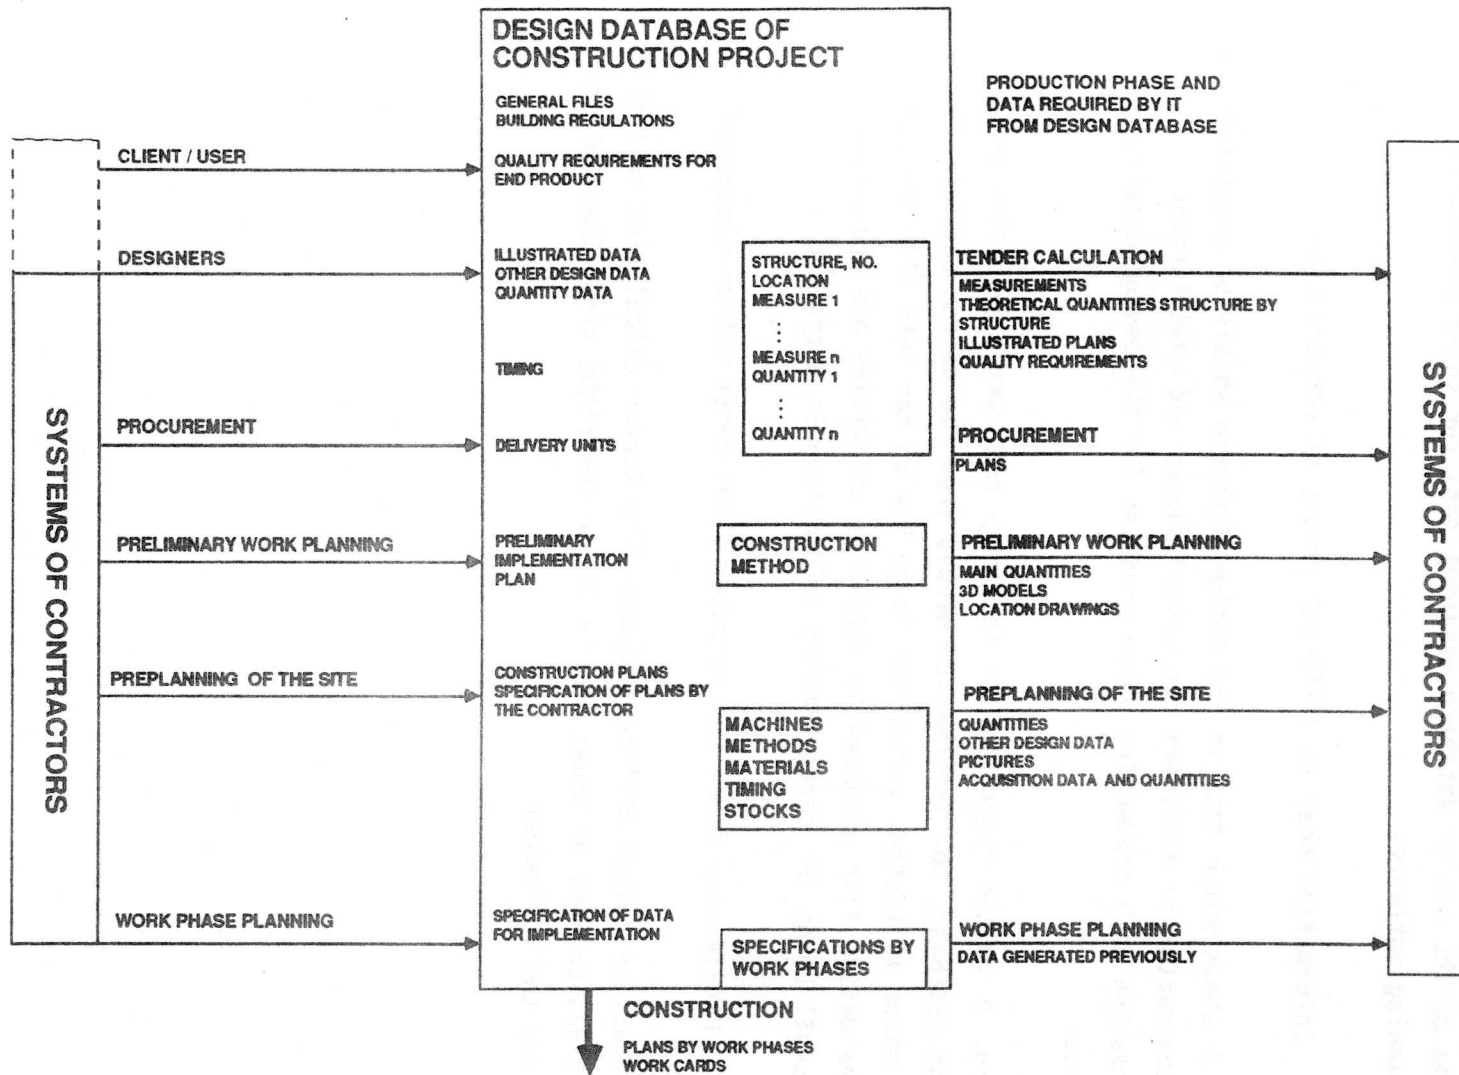 DESIGN DATABASE OF
CONSTRUCTION PROJECT
GENERAL FILES
BUILDING REGULATIONS
PRODUCTION PHASE AND
DATA REQUIRED BY IT
FROM DESIGN DATABASE
SYSTEMS OF CONTRACTORS
CLIENT / USER
QUALITY REQUIREMENTS FOR
END PRODUCT
DESIGNERS
ILLUSTRATED DATA
OTHER DESIGN DATA
QUANTITY DATA
TIMING
STRUCTURE, NO.
LOCATION
MEASURE 1
⋮
MEASURE n
QUANTITY 1
⋮
QUANTITY n
TENDER CALCULATION
MEASUREMENTS
THEORETICAL QUANTITIES STRUCTURE BY
STRUCTURE
ILLUSTRATED PLANS
QUALITY REQUIREMENTS
PROCUREMENT
DELIVERY UNITS
PROCUREMENT
PLANS
PRELIMINARY WORK PLANNING
PRELIMINARY
IMPLEMENTATION
PLAN
CONSTRUCTION
METHOD
PRELIMINARY WORK PLANNING
MAIN QUANTITIES
3D MODELS
LOCATION DRAWINGS
PREPLANNING OF THE SITE
CONSTRUCTION PLANS
SPECIFICATION OF PLANS BY
THE CONTRACTOR
MACHINES
METHODS
MATERIALS
TIMING
STOCKS
PREPLANNING OF THE SITE
QUANTITIES
OTHER DESIGN DATA
PICTURES
ACQUISITION DATA AND QUANTITIES
WORK PHASE PLANNING
SPECIFICATION OF DATA
FOR IMPLEMENTATION
SPECIFICATIONS BY
WORK PHASES
WORK PHASE PLANNING
DATA GENERATED PREVIOUSLY
SYSTEMS OF CONTRACTORS
CONSTRUCTION
PLANS BY WORK PHASES
WORK CARDS